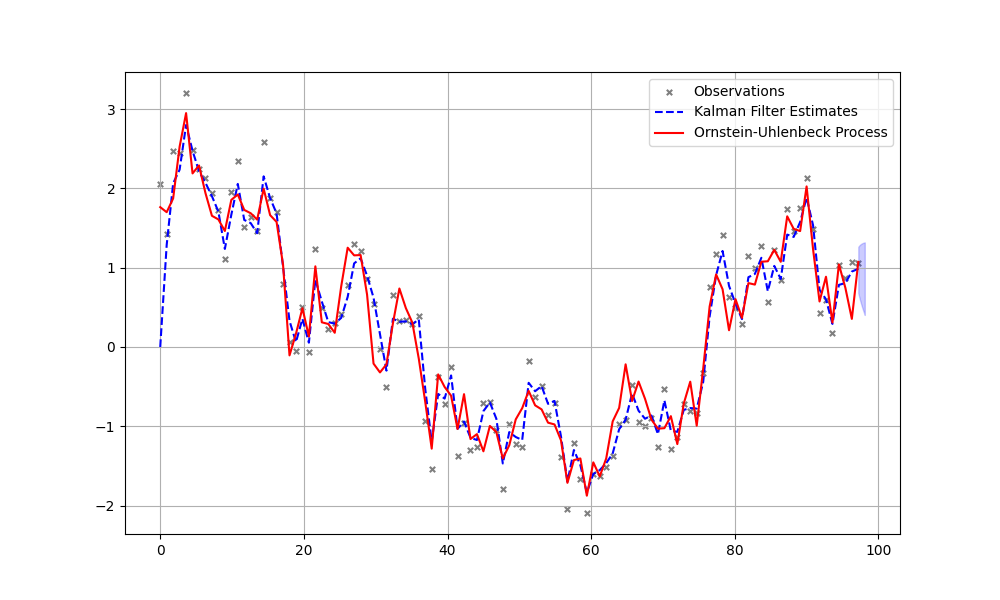 Observations
Kalman Filter Estimates
Ornstein-Uhlenbeck Process
3
2
1
0
−1
−2
0 20 40 60 80 100